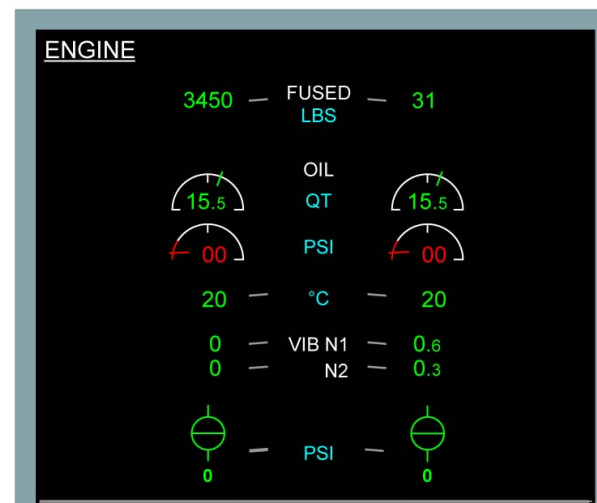 ENGINE
3450 FUSED 31
LBS
OIL
15.5 QT 15.5
00 PSI 00
20 °C 20
0 VIB N1 0.6
0 N2 0.3
PSI
0 0